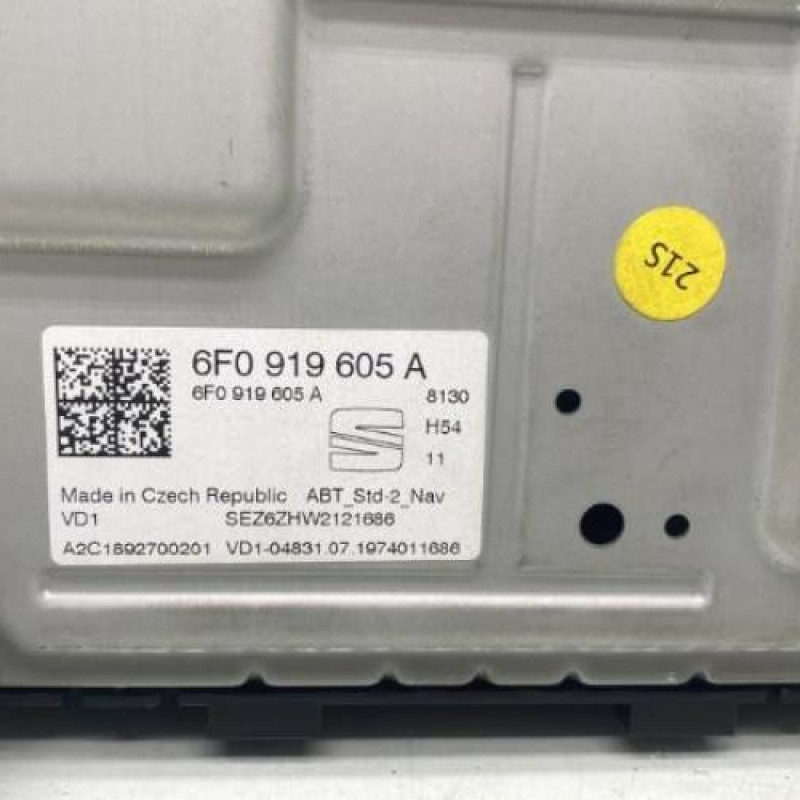 21S
6F0 919 605 A
6F0 919 605 A 8130
H54
11
Made in Czech Republic ABT_Std-2_Nav
VD1 SEZ6ZHW2121686
A2C1892700201 VD1-04831.07.1974011686